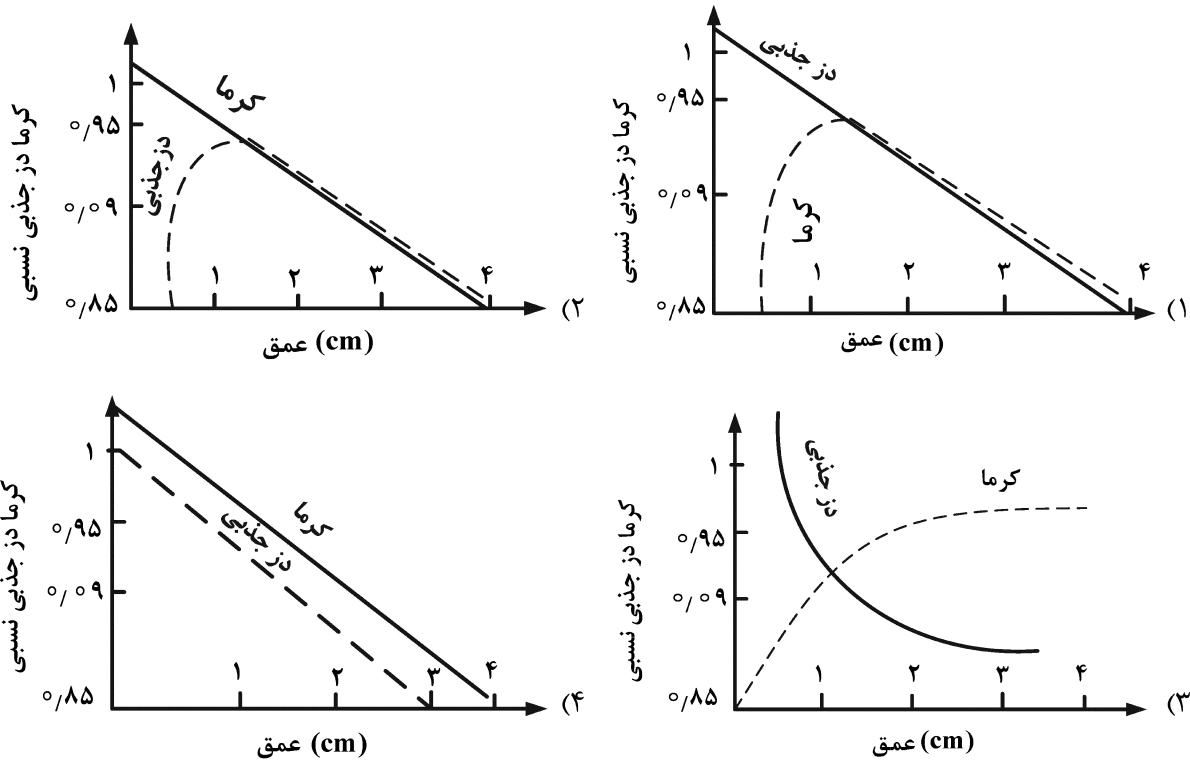 ۱)
کرما دز جذبی نسبی
۱
۰/۹۵
۰/۰۹
۰/۸۵
دز جذبی
کرما
۱ ۲ ۳ ۴
عمق (cm)
۲)
کرما دز جذبی نسبی
۱
۰/۹۵
۰/۰۹
۰/۸۵
کرما
دز جذبی
۱ ۲ ۳ ۴
عمق (cm)
۳)
کرما دز جذبی نسبی
۱
۰/۹۵
۰/۰۹
۰/۸۵
دز جذبی
کرما
۱ ۲ ۳ ۴
عمق (cm)
۴)
کرما دز جذبی نسبی
۱
۰/۹۵
۰/۰۹
۰/۸۵
کرما
دز جذبی
۱ ۲ ۳ ۴
عمق (cm)